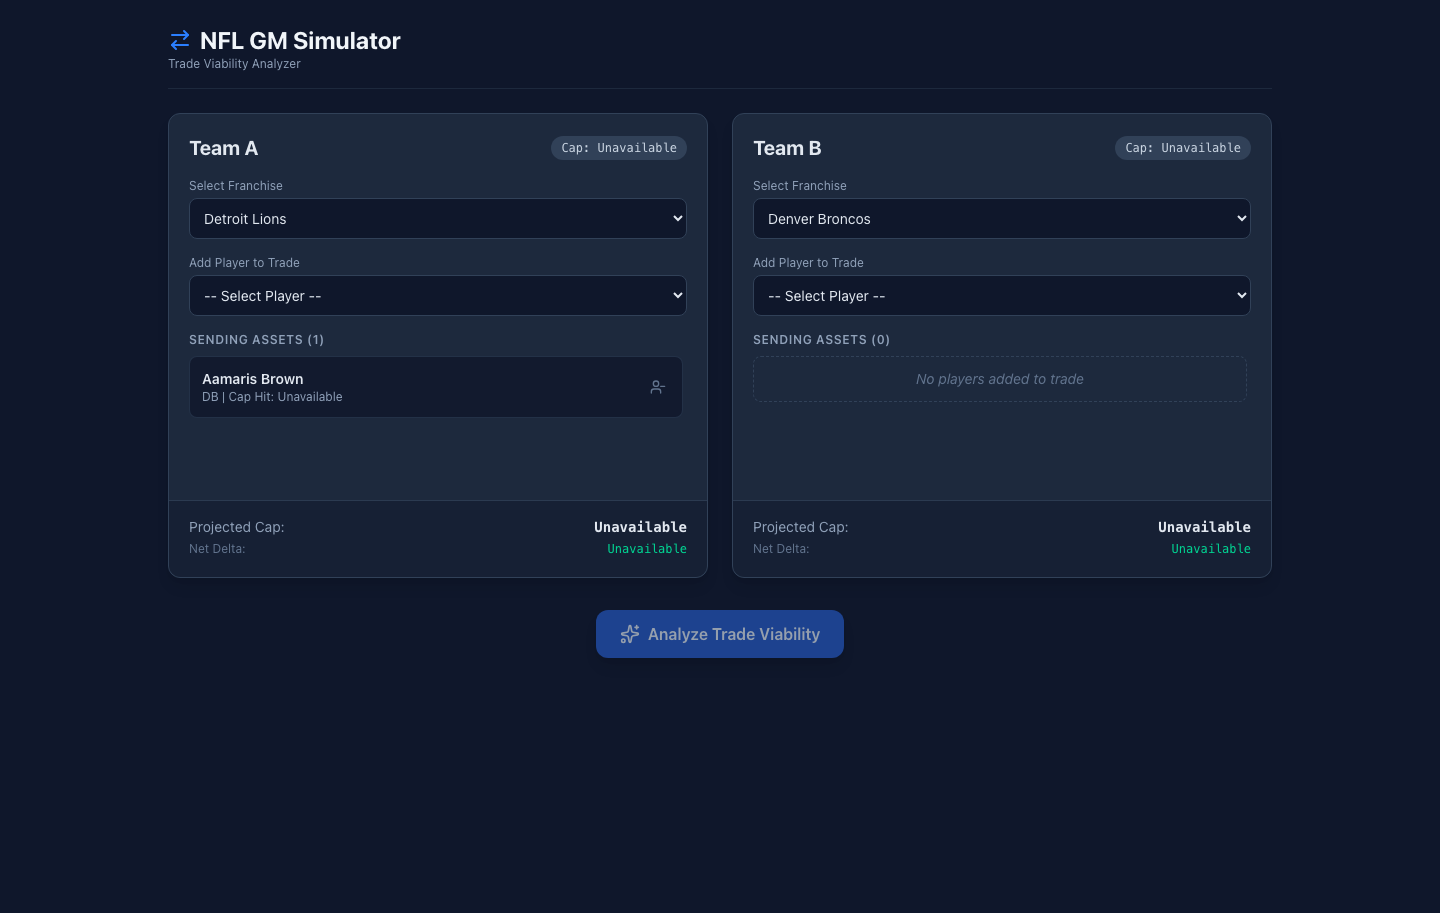 NFL GM Simulator
Trade Viability Analyzer
Team A
Cap: Unavailable
Select Franchise
Detroit Lions
Add Player to Trade
-- Select Player --
SENDING ASSETS (1)
Aamaris Brown
DB | Cap Hit: Unavailable
Projected Cap:
Unavailable
Net Delta:
Unavailable
Team B
Cap: Unavailable
Select Franchise
Denver Broncos
Add Player to Trade
-- Select Player --
SENDING ASSETS (0)
No players added to trade
Projected Cap:
Unavailable
Net Delta:
Unavailable
Analyze Trade Viability